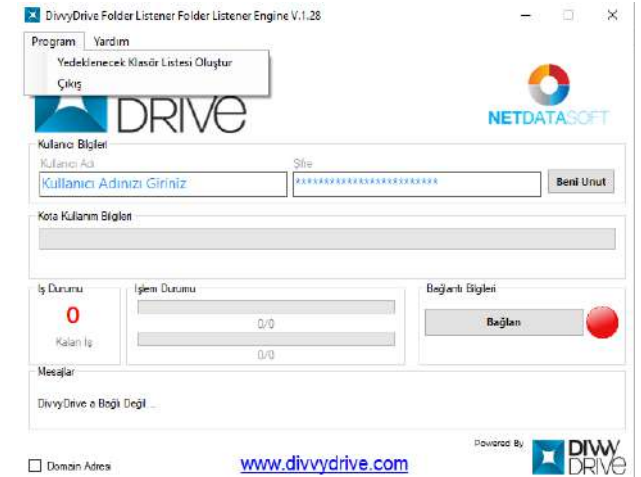 DivvyDrive Folder Listener Folder Listener Engine V.1.28
Program Yardım
Yedeklenecek Klasör Listesi Oluştur
Çıkış
DRIVE
NETDATASOFT
Kullanıcı Bilgileri
Kullanıcı Adı Şifre
Kullanıcı Adınızı Giriniz ************************* Beni Unut
Kota Kullanım Bilgileri
İş Durumu İşlem Durumu Bağlantı Bilgileri
0 0/0 Bağlan
Kalan İş 0/0
Mesajlar
DivvyDrive a Bağlı Değil ...
Powered By DIVVY DRIVE
Domain Adresi www.divvydrive.com